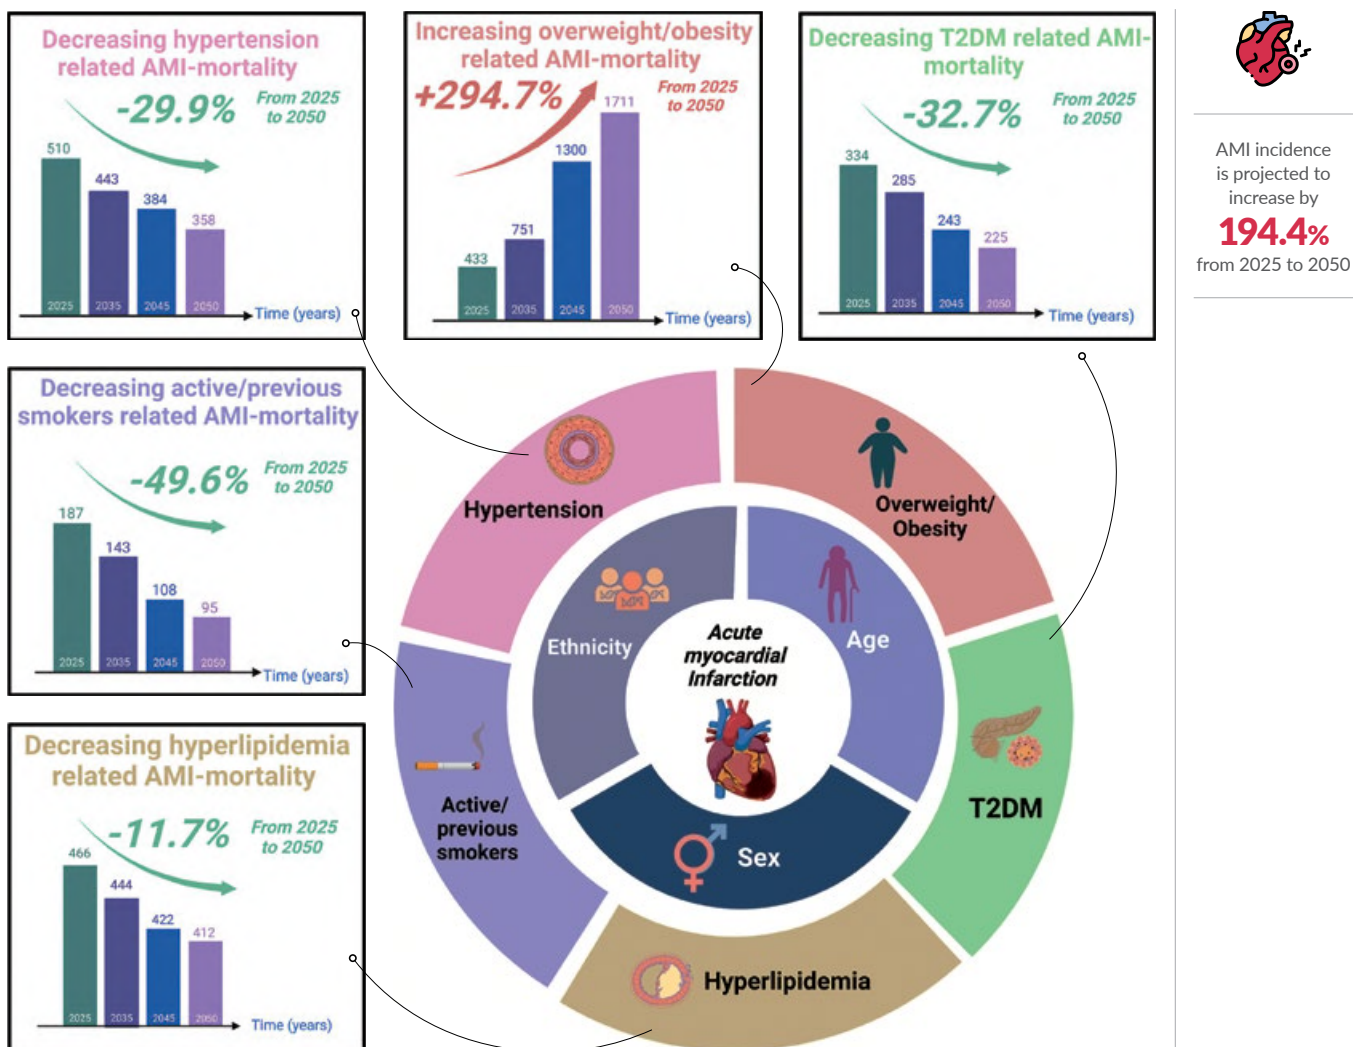 Decreasing hypertension
related AMI-mortality
-29.9%
From 2025
to 2050
510
443
384
358
2025
2035
2045
2050
Time (years)
Increasing overweight/obesity
related AMI-mortality
+294.7%
From 2025
to 2050
433
751
1300
1711
2025
2035
2045
2050
Time (years)
Decreasing T2DM related AMI-
mortality
-32.7%
From 2025
to 2050
334
285
243
225
2025
2035
2045
2050
Time (years)
AMI incidence
is projected to
increase by
194.4%
from 2025 to 2050
Decreasing active/previous
smokers related AMI-mortality
-49.6%
From 2025
to 2050
187
143
108
95
2025
2035
2045
2050
Time (years)
Decreasing hyperlipidemia
related AMI-mortality
-11.7%
From 2025
to 2050
466
444
422
412
2025
2035
2045
2050
Time (years)
Hypertension
Overweight/
Obesity
Ethnicity
Age
Acute
myocardial
Infarction
Active/
previous
smokers
T2DM
Sex
Hyperlipidemia